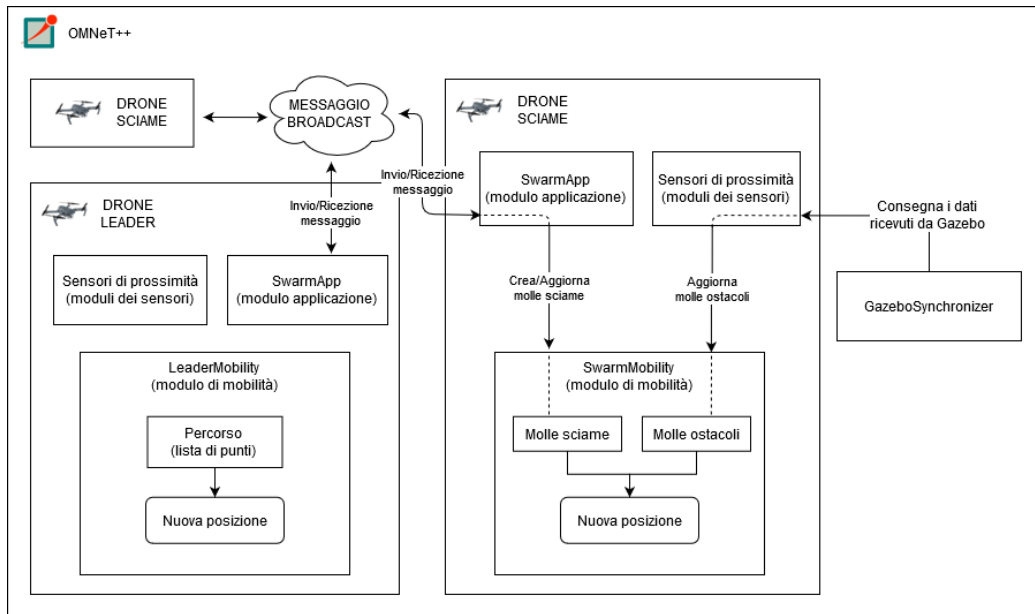 OMNeT++
DRONE
SCIAME
MESSAGGIO
BROADCAST
DRONE
SCIAME
Invio/Ricezione
messaggio
SwarmApp
(modulo applicazione)
Sensori di prossimità
(moduli dei sensori)
Consegna i dati
ricevuti da Gazebo
DRONE
LEADER
Invio/Ricezione
messaggio
Sensori di prossimità
(moduli dei sensori)
SwarmApp
(modulo applicazione)
Crea/Aggiorna
molle sciame
Aggiorna
molle ostacoli
GazeboSynchronizer
LeaderMobility
(modulo di mobilità)
SwarmMobility
(modulo di mobilità)
Percorso
(lista di punti)
Molle sciame
Molle ostacoli
Nuova posizione
Nuova posizione